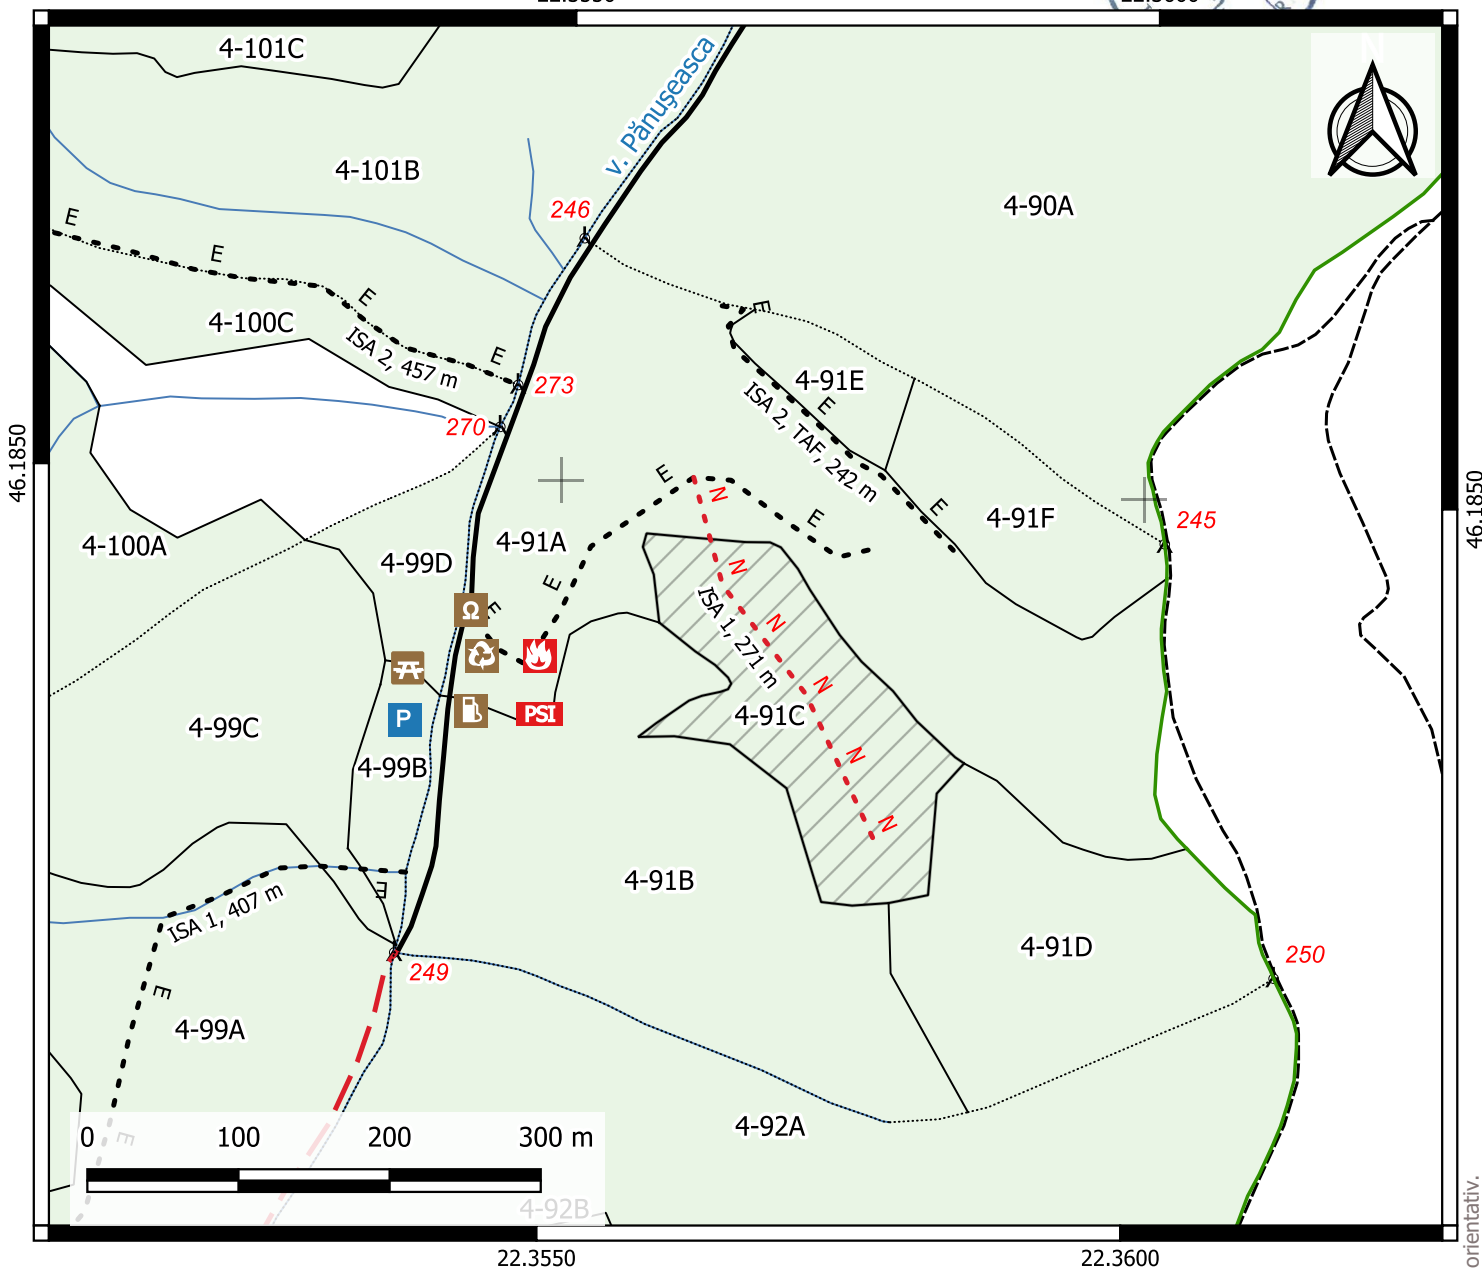 N
4-101C
v. Pănușeasca
4-101B
246
4-90A
E
E
E
E
4-100C
ISA 2, 457 m
E
273
4-91E
E
ISA 2, TAF, 242 m
270
46.1850
46.1850
E
N
E
E
4-91F
245
4-100A
4-91A
4-99D
N
E
ISA 1, 271 m
Ω
E
N
N
P
PSI
4-91C
4-99C
N
4-99B
N
4-91B
E
ISA 1, 407 m
4-91D
250
249
E
4-99A
4-92A
0 100 200 300 m
E
4-92B
22.3550
22.3600
orientativ.